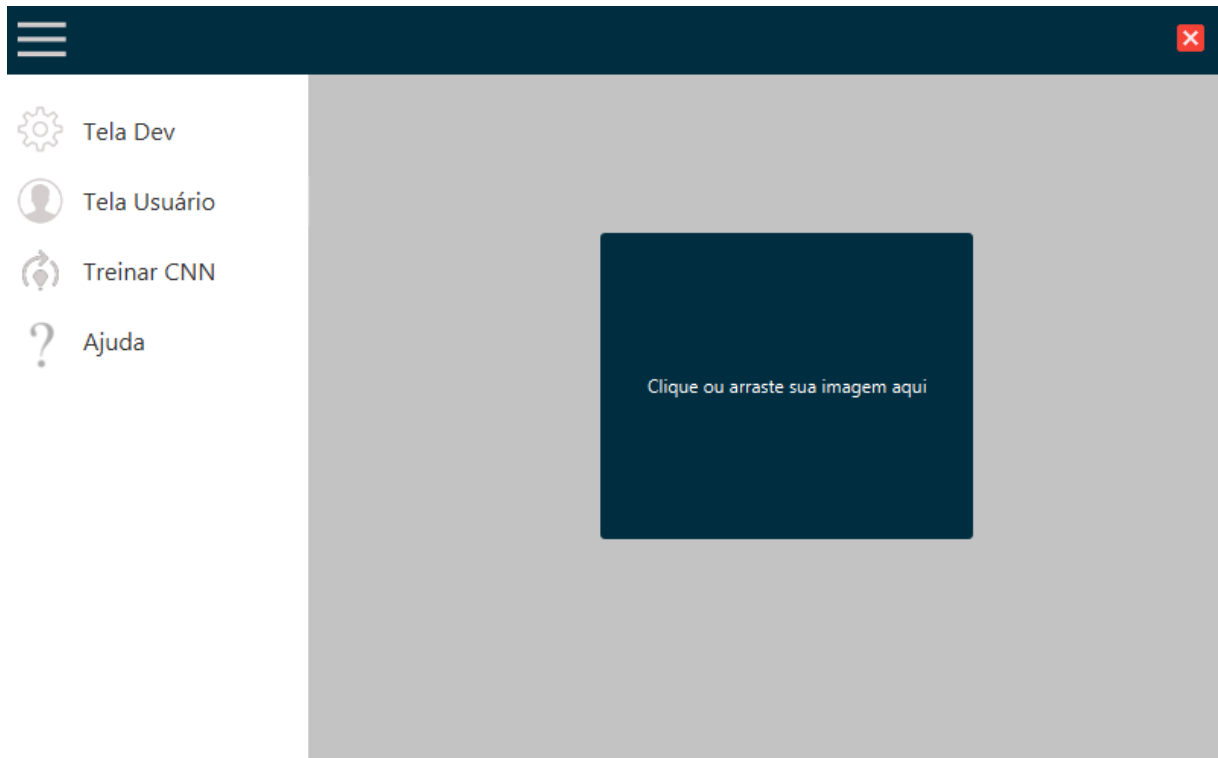 Tela Dev
Tela Usuário
Treinar CNN
Ajuda
Clique ou arraste sua imagem aqui